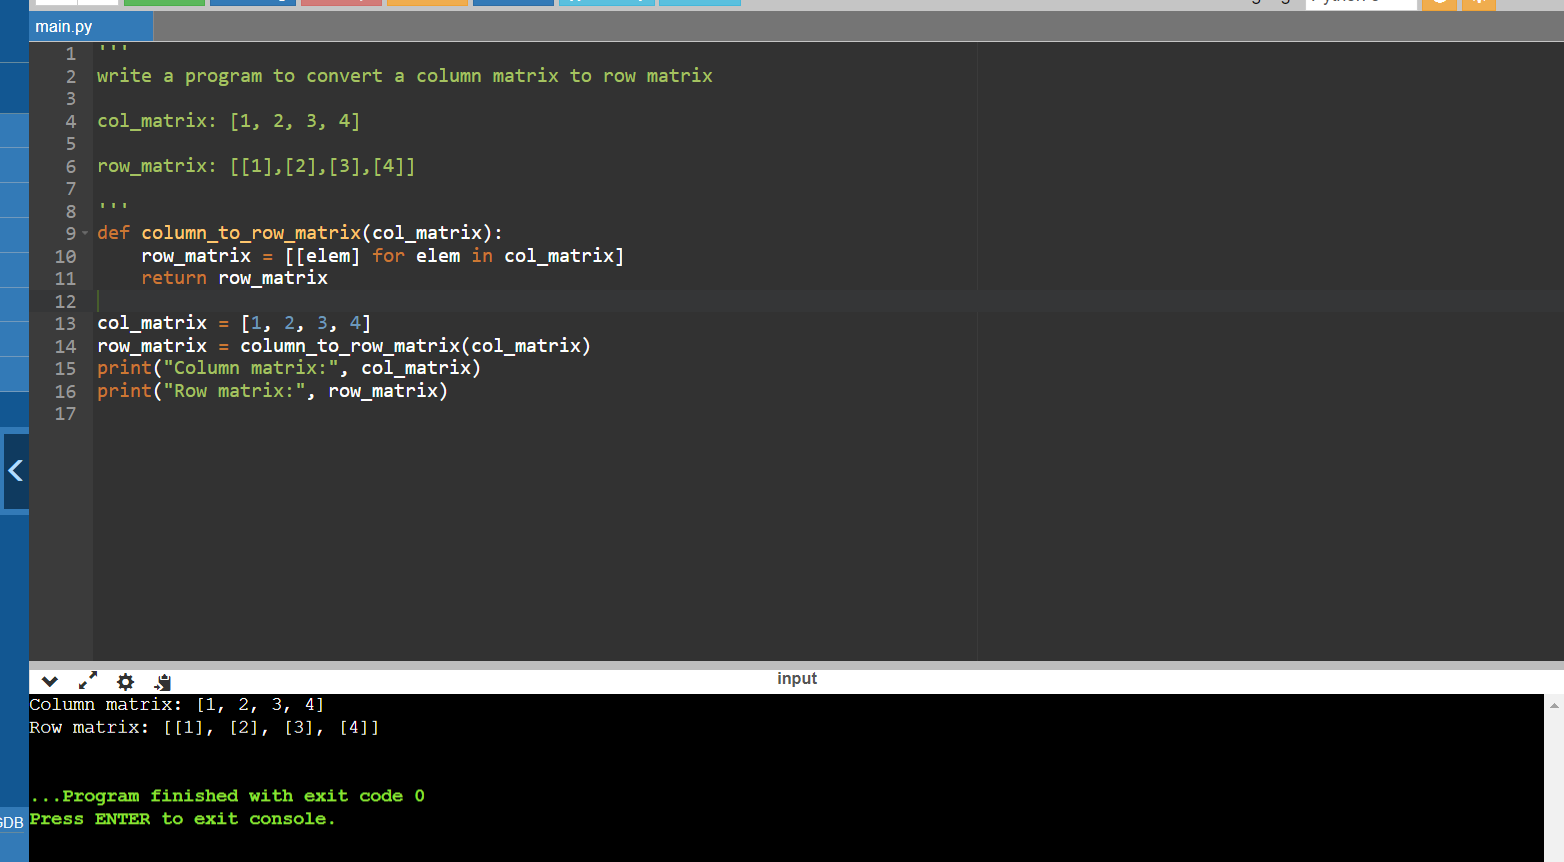 main.py
1 '''
2 write a program to convert a column matrix to row matrix
3
4 col_matrix: [1, 2, 3, 4]
5
6 row_matrix: [[1],[2],[3],[4]]
7
8 '''
9 def column_to_row_matrix(col_matrix):
10     row_matrix = [[elem] for elem in col_matrix]
11     return row_matrix
12
13 col_matrix = [1, 2, 3, 4]
14 row_matrix = column_to_row_matrix(col_matrix)
15 print("Column matrix:", col_matrix)
16 print("Row matrix:", row_matrix)
17
input
Column matrix: [1, 2, 3, 4]
Row matrix: [[1], [2], [3], [4]]
...Program finished with exit code 0
GDB
Press ENTER to exit console.